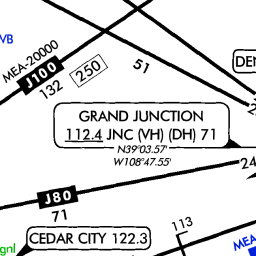 VB
MEA-20000
J100
132
250
51
DEN
GRAND JUNCTION
112.4 JNC (VH) (DH) 71
N39°03.57'
W108°47.55'
24
J80
71
CEDAR CITY 122.3
113
gnl
MEA